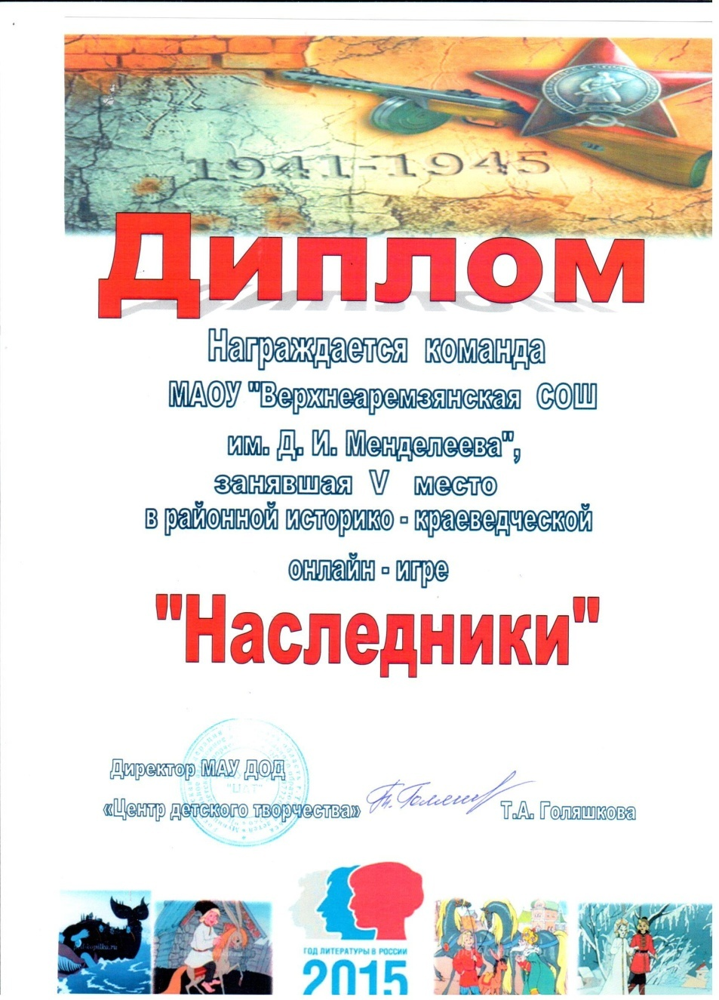 1941-1945
Диплом
Награждается команда
МАОУ "Верхнеаремзянская СОШ
им. Д. И. Менделеева",
занявшая V место
в районной историко - краеведческой
онлайн - игре
"Наследники"
Директор МАУ ДОД
«Центр детского творчества»
Т.А. Голяшкова
ГОД ЛИТЕРАТУРЫ В РОССИИ
2015